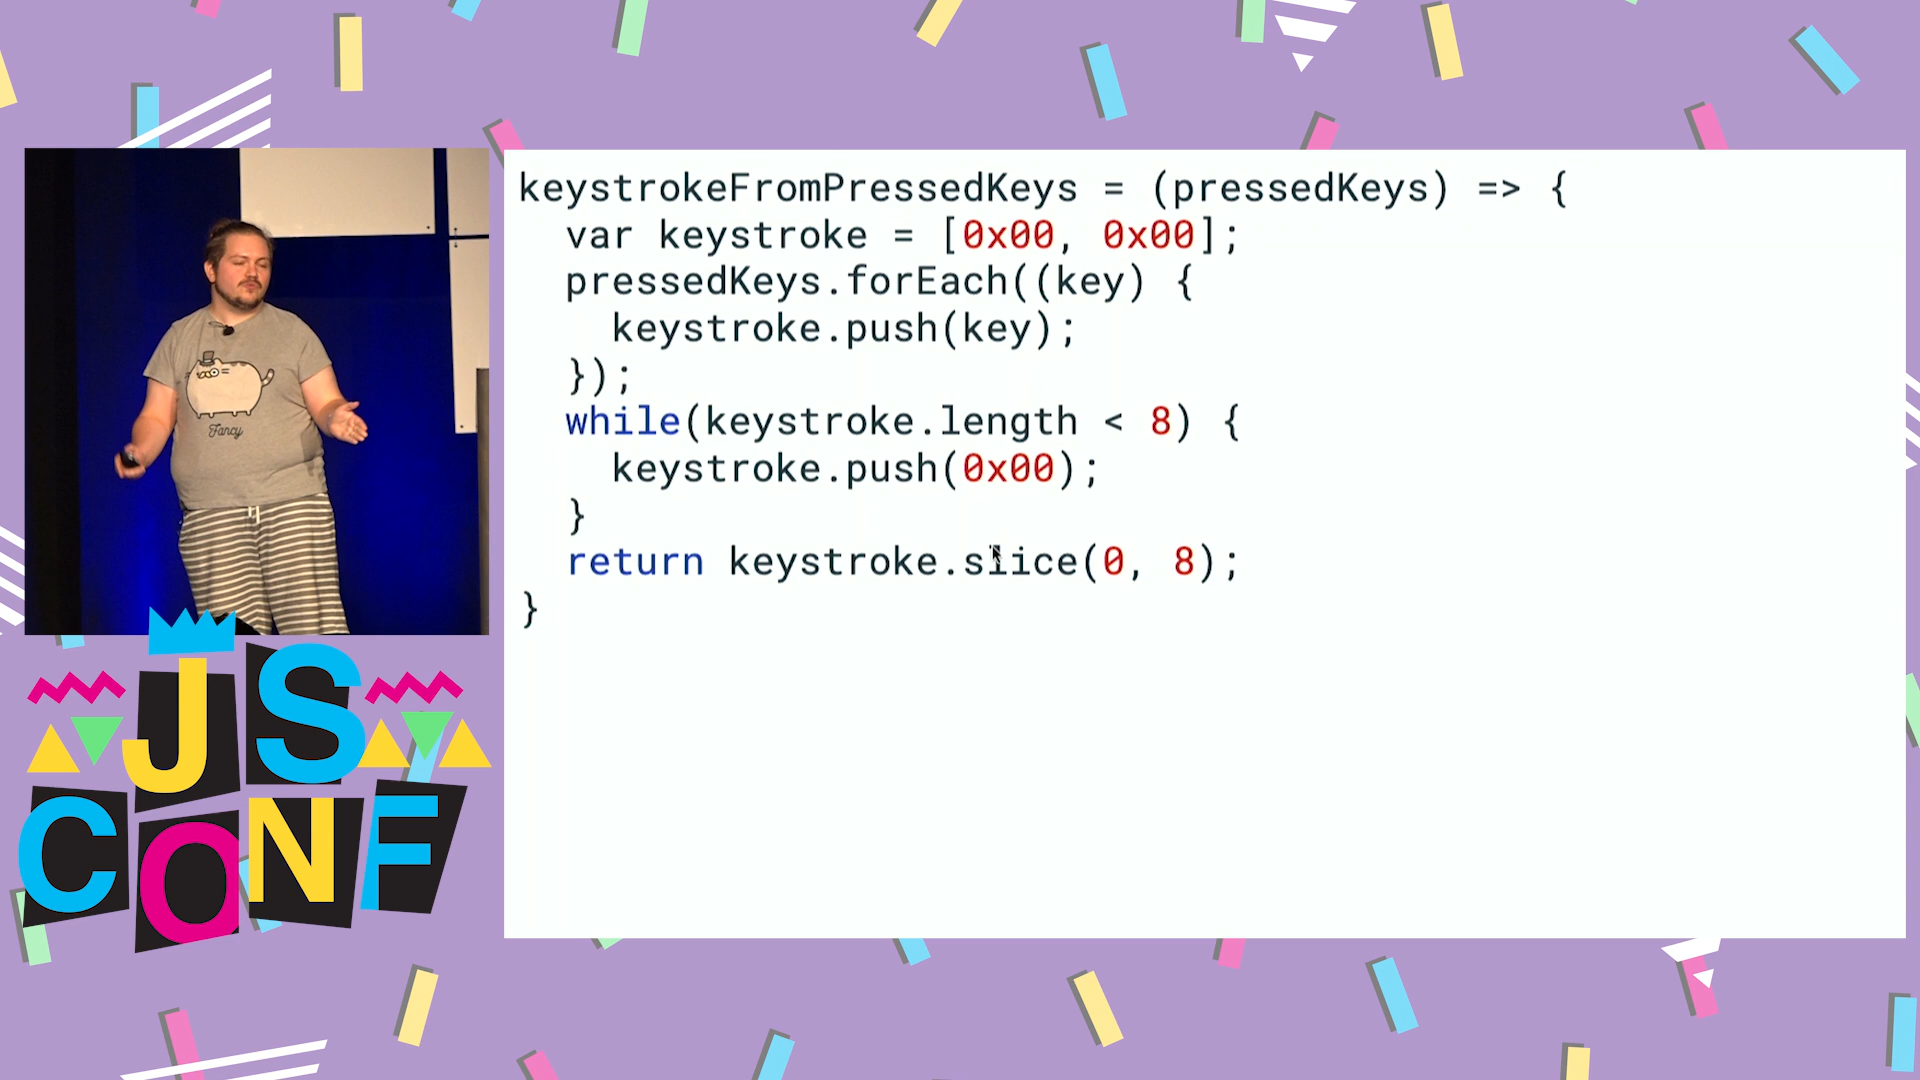 keystrokeFromPressedKeys = (pressedKeys) => {
  var keystroke = [0x00, 0x00];
  pressedKeys.forEach((key) {
    keystroke.push(key);
  });
  while(keystroke.length < 8) {
    keystroke.push(0x00);
  }
  return keystroke.slice(0, 8);
}
Fancy
JS
CONF